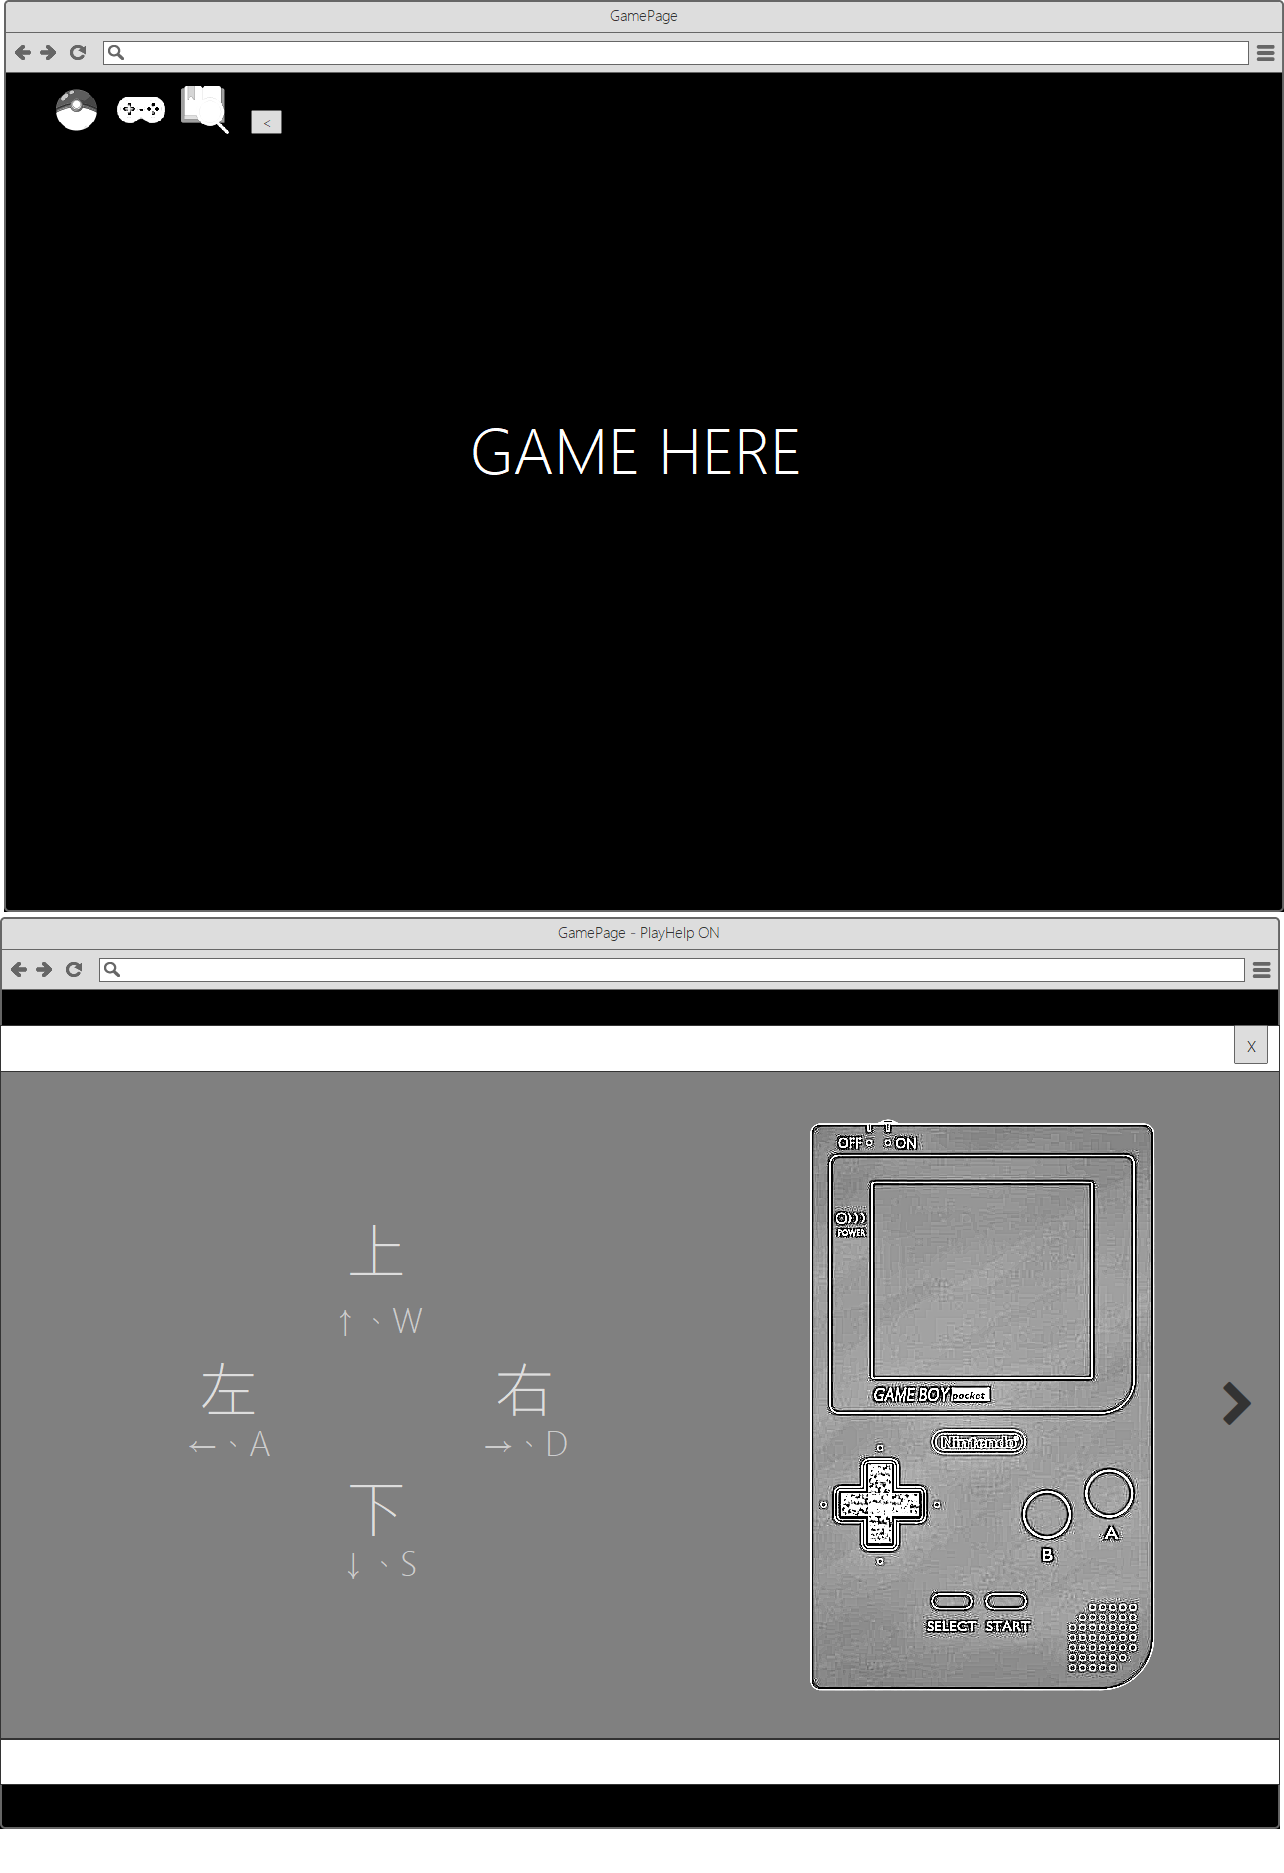 GamePage
<
GAME HERE
GamePage - PlayHelp ON
X
上
↑、W
左
←、A
右
→、D
下
↓、S
OFF ON
POWER
GAME BOY pocket
Nintendo
A
B
SELECT START